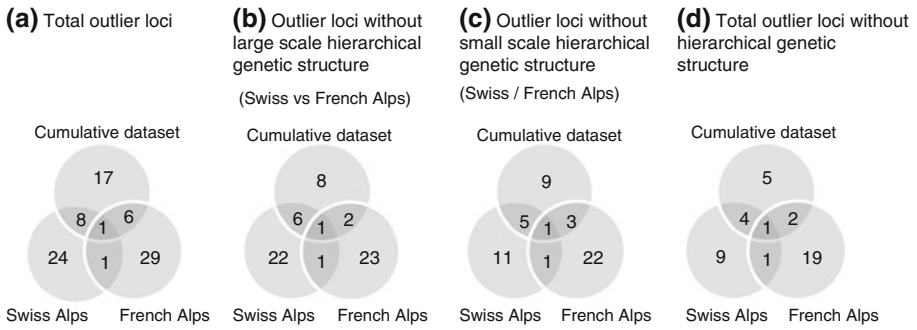 (a) Total outlier loci
(b) Outlier loci without
large scale hierarchical
genetic structure
(Swiss vs French Alps)
(c) Outlier loci without
small scale hierarchical
genetic structure
(Swiss / French Alps)
(d) Total outlier loci without
hierarchical genetic
structure
Cumulative dataset
17
8 1 6
24 1 29
Swiss Alps French Alps
Cumulative dataset
8
6 1 2
22 1 23
Swiss Alps French Alps
Cumulative dataset
9
5 1 3
11 1 22
Swiss Alps French Alps
Cumulative dataset
5
4 1 2
9 1 19
Swiss Alps French Alps